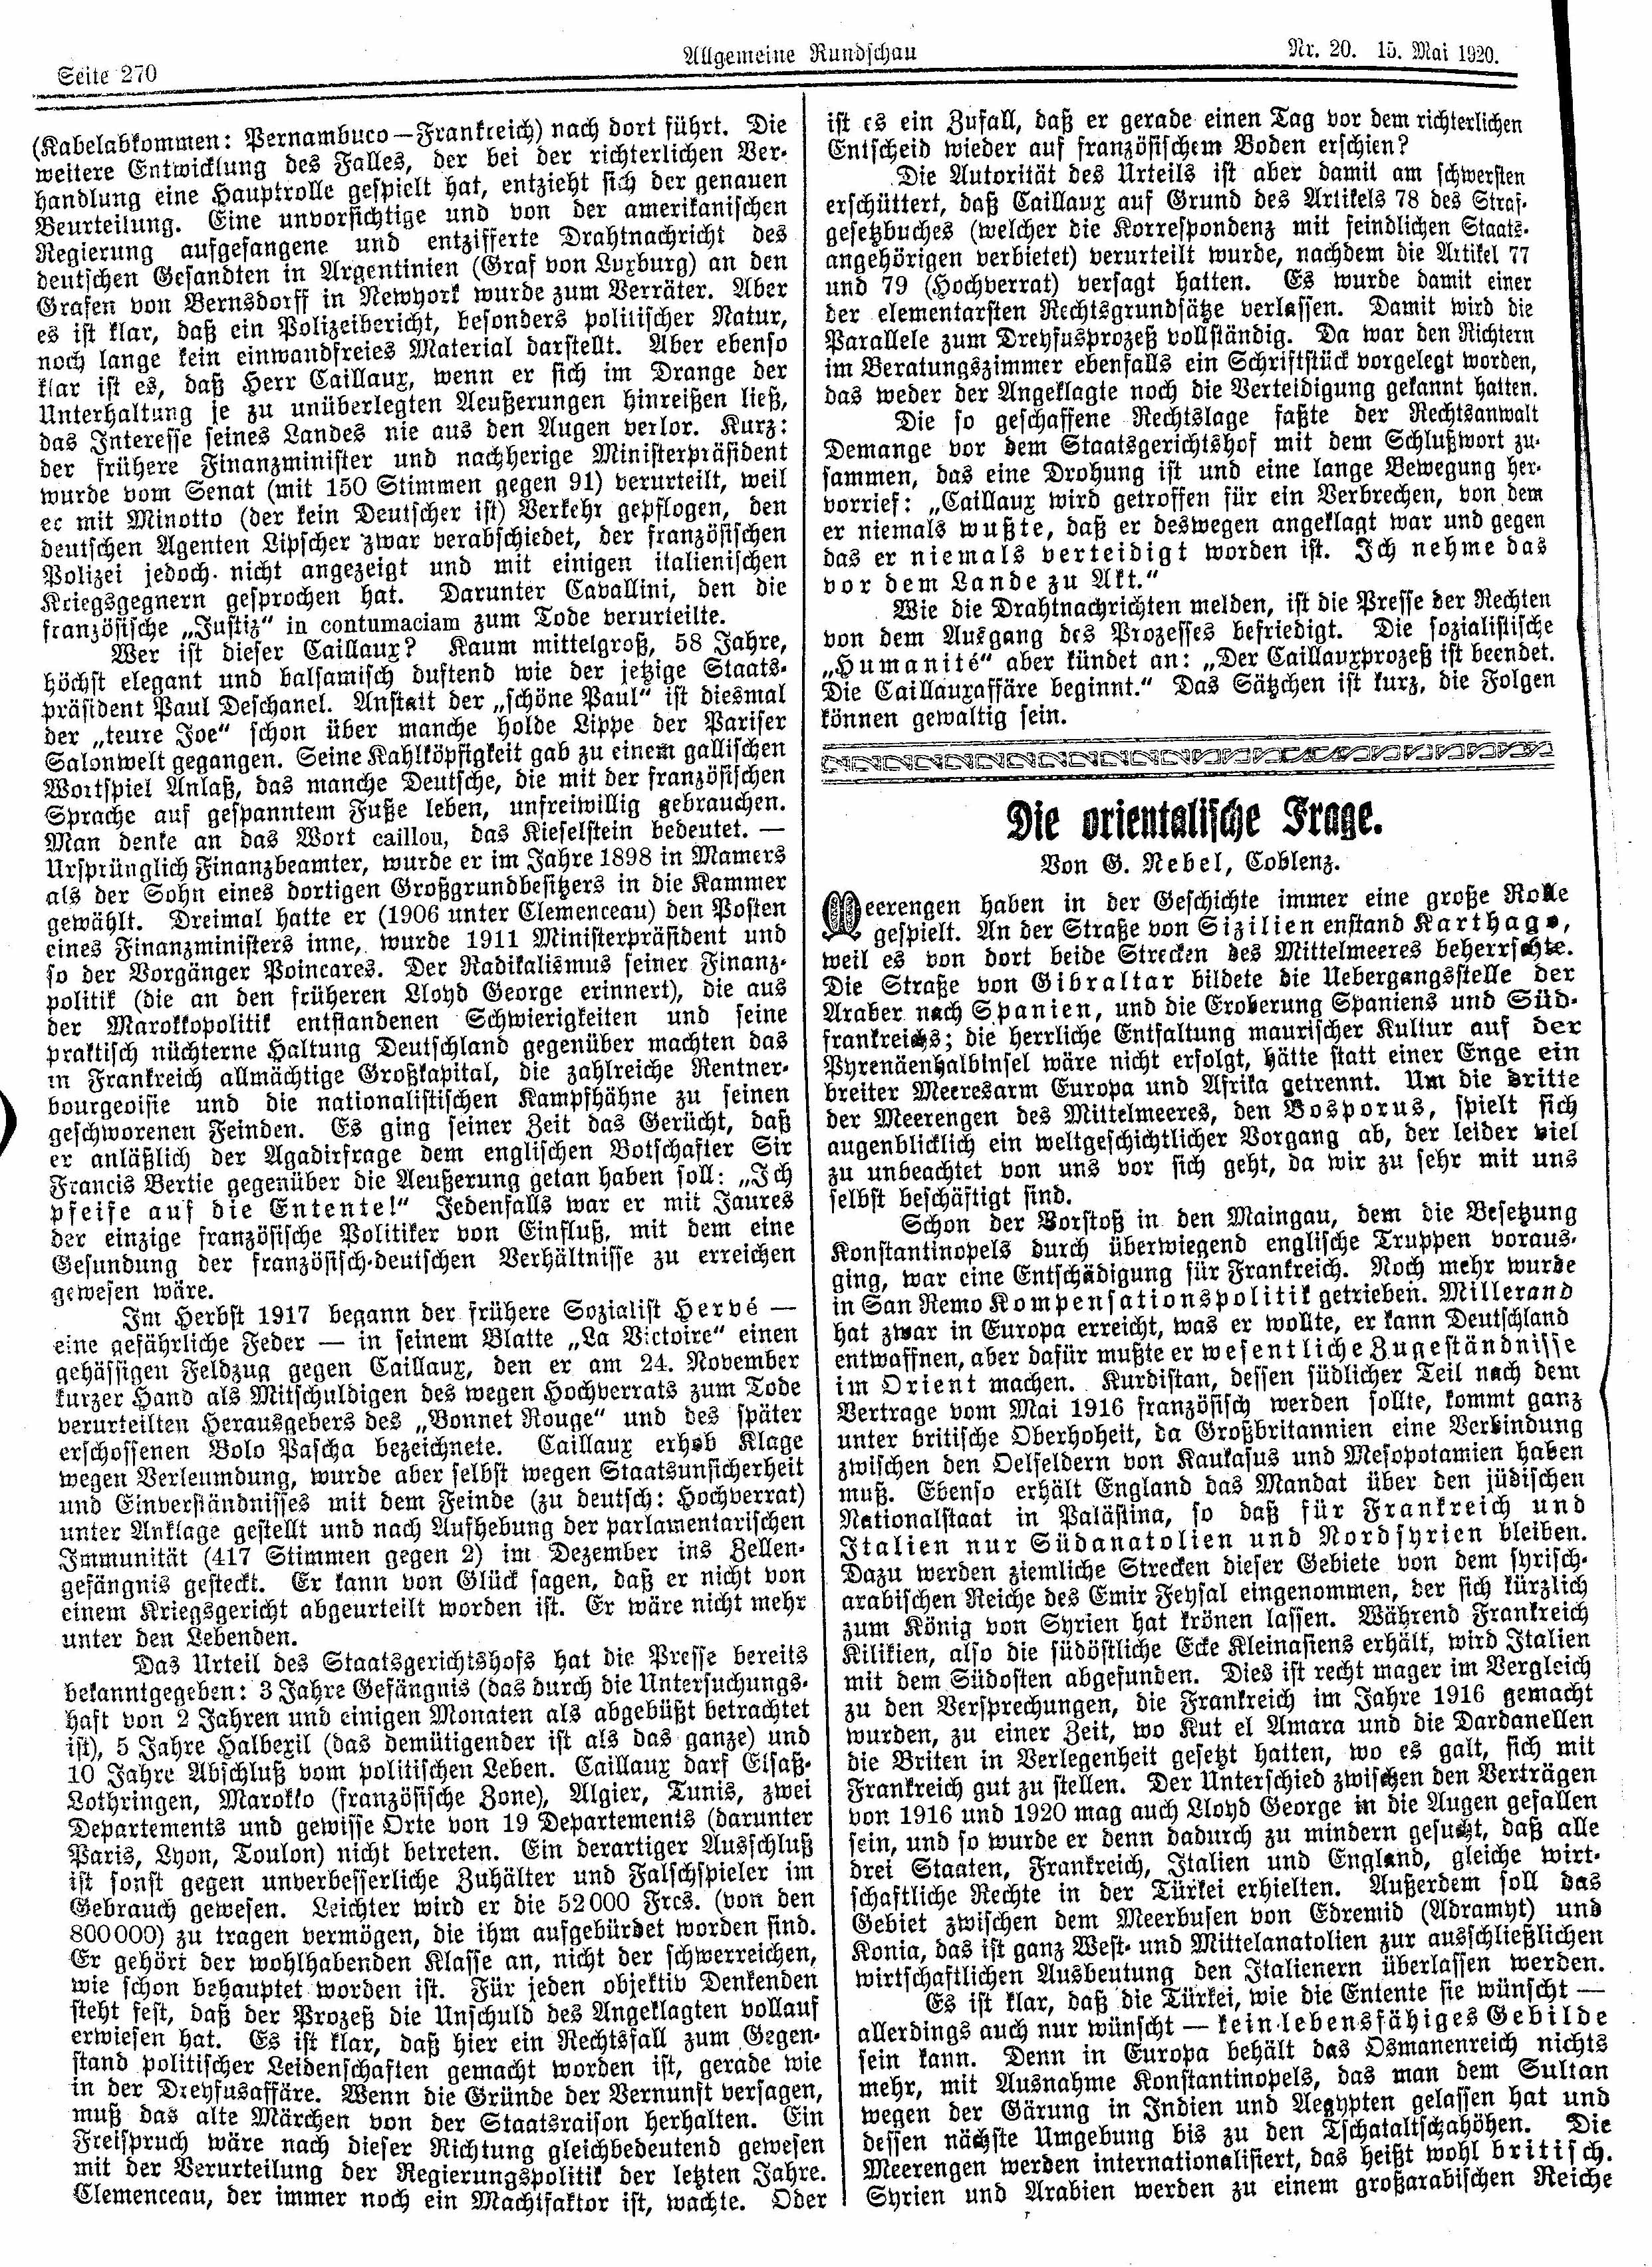 Seite 270
Allgemeine Rundschau
Nr. 20. 15. Mai 1920.
(Kabelabkommen: Pernambuco—Frankreich) nach dort führt. Die
weitere Entwicklung des Falles, der bei der richterlichen Ver-
handlung eine Hauptrolle gespielt hat, entzieht sich der genauen
Beurteilung. Eine unvorsichtige und von der amerikanischen
Regierung aufgefangene und entzifferte Drahtnachricht des
deutschen Gesandten in Argentinien (Graf von Luxburg) an den
Grafen von Bernsdorff in Newyork wurde zum Verräter. Aber
es ist klar, daß ein Polizeibericht, besonders politischer Natur,
noch lange kein einwandfreies Material darstellt. Aber ebenso
klar ist es, daß Herr Caillaux, wenn er sich im Drange der
Unterhaltung je zu unüberlegten Aeußerungen hinreißen ließ,
das Interesse seines Landes nie aus den Augen verlor. Kurz:
der frühere Finanzminister und nachherige Ministerpräsident
wurde vom Senat (mit 150 Stimmen gegen 91) verurteilt, weil
er mit Minotto (der kein Deutscher ist) Verkehr gepflogen, den
deutschen Agenten Lipscher zwar verabschiedet, der französischen
Polizei jedoch nicht angezeigt und mit einigen italienischen
Kriegsgegnern gesprochen hat. Darunter Cavallini, den die
französische „Justiz“ in contumaciam zum Tode verurteilte.
Wer ist dieser Caillaux? Kaum mittelgroß, 58 Jahre,
höchst elegant und balsamisch duftend wie der jetzige Staats-
präsident Paul Deschanel. Anstatt der „schöne Paul“ ist diesmal
der „teure Joe“ schon über manche holde Lippe der Pariser
Salonwelt gegangen. Seine Kahlköpfigkeit gab zu einem gallischen
Wortspiel Anlaß, das manche Deutsche, die mit der französischen
Sprache auf gespanntem Fuße leben, unfreiwillig gebrauchen.
Man denke an das Wort caillou, das Kieselstein bedeutet. —
Ursprünglich Finanzbeamter, wurde er im Jahre 1898 in Mamers
als der Sohn eines dortigen Großgrundbesitzers in die Kammer
gewählt. Dreimal hatte er (1906 unter Clemenceau) den Posten
eines Finanzministers inne, wurde 1911 Ministerpräsident und
so der Vorgänger Poincares. Der Radikalismus seiner Finanz-
politik (die an den früheren Lloyd George erinnert), die aus
der Marokkopolitik entstandenen Schwierigkeiten und seine
praktisch nüchterne Haltung Deutschland gegenüber machten das
in Frankreich allmächtige Großkapital, die zahlreiche Rentner-
bourgeoisie und die nationalistischen Kampfhähne zu seinen
geschworenen Feinden. Es ging seiner Zeit das Gerücht, daß
er anläßlich der Agadirfrage dem englischen Botschafter Sir
Francis Bertie gegenüber die Aeußerung getan haben soll: „Ich
pfeife auf die Entente!“ Jedenfalls war er mit Jaures
der einzige französische Politiker von Einfluß, mit dem eine
Gesundung der französisch-deutschen Verhältnisse zu erreichen
gewesen wäre.
Im Herbst 1917 begann der frühere Sozialist Hervé —
eine gefährliche Feder — in seinem Blatte „La Victoire“ einen
gehässigen Feldzug gegen Caillaux, den er am 24. November
kurzer Hand als Mitschuldigen des wegen Hochverrats zum Tode
verurteilten Herausgebers des „Bonnet Rouge“ und des später
erschossenen Bolo Pascha bezeichnete. Caillaux erhob Klage
wegen Verleumdung, wurde aber selbst wegen Staatsunsicherheit
und Einverständnisses mit dem Feinde (zu deutsch: Hochverrat)
unter Anklage gestellt und nach Aufhebung der parlamentarischen
Immunität (417 Stimmen gegen 2) im Dezember ins Zellen-
gefängnis gesteckt. Er kann von Glück sagen, daß er nicht von
einem Kriegsgericht abgeurteilt worden ist. Er wäre nicht mehr
unter den Lebenden.
Das Urteil des Staatsgerichtshofs hat die Presse bereits
bekanntgegeben: 3 Jahre Gefängnis (das durch die Untersuchungs-
haft von 2 Jahren und einigen Monaten als abgebüßt betrachtet
ist), 5 Jahre Halbexil (das demütigender ist als das ganze) und
10 Jahre Abschluß vom politischen Leben. Caillaux darf Elsaß-
Lothringen, Marokko (französische Zone), Algier, Tunis, zwei
Departements und gewisse Orte von 19 Departements (darunter
Paris, Lyon, Toulon) nicht betreten. Ein derartiger Ausschluß
ist sonst gegen unverbesserliche Zuhälter und Falschspieler im
Gebrauch gewesen. Leichter wird er die 52 000 Frcs. (von den
800 000) zu tragen vermögen, die ihm aufgebürdet worden sind.
Er gehört der wohlhabenden Klasse an, nicht der schwerreichen,
wie schon behauptet worden ist. Für jeden objektiv Denkenden
steht fest, daß der Prozeß die Unschuld des Angeklagten vollauf
erwiesen hat. Es ist klar, daß hier ein Rechtsfall zum Gegen-
stand politischer Leidenschaften gemacht worden ist, gerade wie
in der Dreyfusaffäre. Wenn die Gründe der Vernunft versagen,
muß das alte Märchen von der Staatsraison herhalten. Ein
Freispruch wäre nach dieser Richtung gleichbedeutend gewesen
mit der Verurteilung der Regierungspolitik der letzten Jahre.
Clemenceau, der immer noch ein Machtfaktor ist, wachte. Oder
ist es ein Zufall, daß er gerade einen Tag vor dem richterlichen
Entscheid wieder auf französischem Boden erschien?
Die Autorität des Urteils ist aber damit am schwersten
erschüttert, daß Caillaux auf Grund des Artikels 78 des Straf-
gesetzbuches (welcher die Korrespondenz mit feindlichen Staats-
angehörigen verbietet) verurteilt wurde, nachdem die Artikel 77
und 79 (Hochverrat) versagt hatten. Es wurde damit einer
der elementarsten Rechtsgrundsätze verlassen. Damit wird die
Parallele zum Dreyfusprozeß vollständig. Da war den Richtern
im Beratungszimmer ebenfalls ein Schriftstück vorgelegt worden,
das weder der Angeklagte noch die Verteidigung gekannt hatten.
Die so geschaffene Rechtslage faßte der Rechtsanwalt
Demange vor dem Staatsgerichtshof mit dem Schlußwort zu-
sammen, das eine Drohung ist und eine lange Bewegung her-
vorrief: „Caillaux wird getroffen für ein Verbrechen, von dem
er niemals wußte, daß er deswegen angeklagt war und gegen
das er niemals verteidigt worden ist. Ich nehme das
vor dem Lande zu Akt.“
Wie die Drahtnachrichten melden, ist die Presse der Rechten
von dem Ausgang des Prozesses befriedigt. Die sozialistische
„Humanité“ aber kündet an: „Der Caillauxprozeß ist beendet.
Die Caillauxaffäre beginnt.“ Das Sätzchen ist kurz, die Folgen
können gewaltig sein.
Die orientalische Frage.
Von G. Nebel, Coblenz.
Meerengen haben in der Geschichte immer eine große Rolle
gespielt. An der Straße von Sizilien enstand Karthago,
weil es von dort beide Strecken des Mittelmeeres beherrschte.
Die Straße von Gibraltar bildete die Uebergangsstelle der
Araber nach Spanien, und die Eroberung Spaniens und Süd-
frankreichs; die herrliche Entfaltung maurischer Kultur auf der
Pyrenäenhalbinsel wäre nicht erfolgt, hätte statt einer Enge ein
breiter Meeresarm Europa und Afrika getrennt. Um die dritte
der Meerengen des Mittelmeeres, den Bosporus, spielt sich
augenblicklich ein weltgeschichtlicher Vorgang ab, der leider viel
zu unbeachtet von uns vor sich geht, da wir zu sehr mit uns
selbst beschäftigt sind.
Schon der Vorstoß in den Maingau, dem die Besetzung
Konstantinopels durch überwiegend englische Truppen voraus-
ging, war eine Entschädigung für Frankreich. Noch mehr wurde
in San Remo Kompensationspolitik getrieben. Millerand
hat zwar in Europa erreicht, was er wollte, er kann Deutschland
entwaffnen, aber dafür mußte er wesentliche Zugeständnisse
im Orient machen. Kurdistan, dessen südlicher Teil nach dem
Vertrage vom Mai 1916 französisch werden sollte, kommt ganz
unter britische Oberhoheit, da Großbritannien eine Verbindung
zwischen den Oelfeldern von Kaukasus und Mesopotamien haben
muß. Ebenso erhält England das Mandat über den jüdischen
Nationalstaat in Palästina, so daß für Frankreich und
Italien nur Südanatolien und Nordsyrien bleiben.
Dazu werden ziemliche Strecken dieser Gebiete von dem syrisch-
arabischen Reiche des Emir Feysal eingenommen, der sich kürzlich
zum König von Syrien hat krönen lassen. Während Frankreich
Kilikien, also die südöstliche Ecke Kleinasiens erhält, wird Italien
mit dem Südosten abgefunden. Dies ist recht mager im Vergleich
zu den Versprechungen, die Frankreich im Jahre 1916 gemacht
wurden, zu einer Zeit, wo Kut el Amara und die Dardanellen
die Briten in Verlegenheit gesetzt hatten, wo es galt, sich mit
Frankreich gut zu stellen. Der Unterschied zwischen den Verträgen
von 1916 und 1920 mag auch Lloyd George in die Augen gefallen
sein, und so wurde er denn dadurch zu mindern gesucht, daß alle
drei Staaten, Frankreich, Italien und England, gleiche wirt-
schaftliche Rechte in der Türkei erhielten. Außerdem soll das
Gebiet zwischen dem Meerbusen von Edremid (Adramyt) und
Konia, das ist ganz West- und Mittelanatolien zur ausschließlichen
wirtschaftlichen Ausbeutung den Italienern überlassen werden.
Es ist klar, daß die Türkei, wie die Entente sie wünscht —
allerdings auch nur wünscht — kein lebensfähiges Gebilde
sein kann. Denn in Europa behält das Osmanenreich nichts
mehr, mit Ausnahme Konstantinopels, das man dem Sultan
wegen der Gärung in Indien und Aegypten gelassen hat und
dessen nächste Umgebung bis zu den Tschataltschahöhen. Die
Meerengen werden internationalisiert, das heißt wohl britisch.
Syrien und Arabien werden zu einem großarabischen Reiche